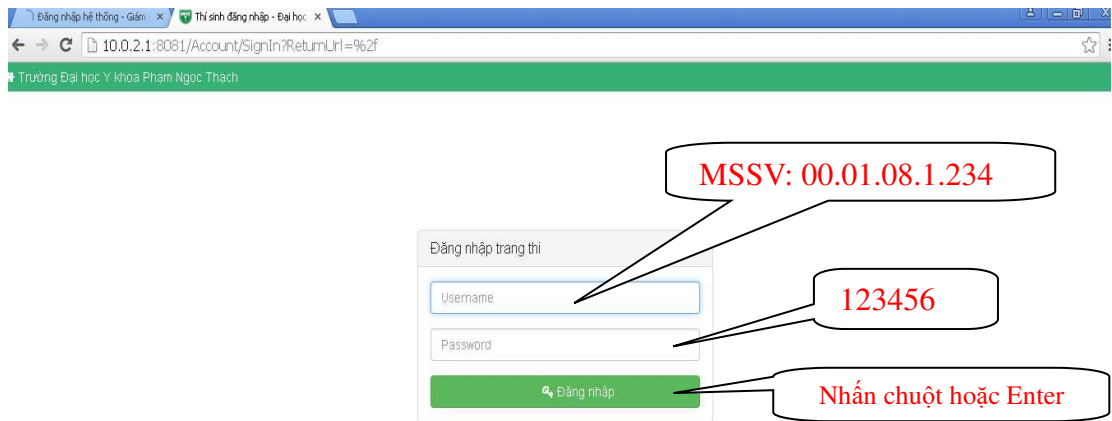 Đăng nhập hệ thống - Giám
Thí sinh đăng nhập - Đại học
10.0.2.1:8081/Account/SignIn?ReturnUrl=%2f
Trường Đại học Y khoa Phạm Ngọc Thạch
MSSV: 00.01.08.1.234
Đăng nhập trang thi
Username
123456
Password
Đăng nhập
Nhấn chuột hoặc Enter